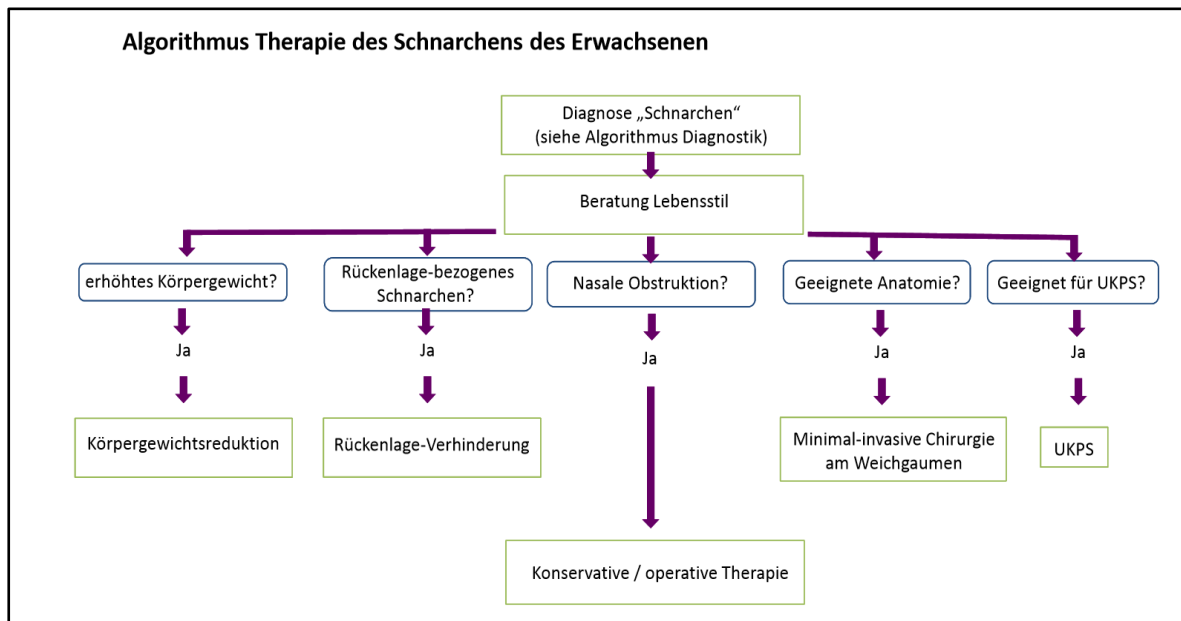 Algorithmus Therapie des Schnarchens des Erwachsenen
Diagnose „Schnarchen“
(siehe Algorithmus Diagnostik)
Beratung Lebensstil
erhöhtes Körpergewicht?
Rückenlage-bezogenes
Schnarchen?
Nasale Obstruktion?
Geeignete Anatomie?
Geeignet für UKPS?
Ja
Ja
Ja
Ja
Ja
Körpergewichtsreduktion
Rückenlage-Verhinderung
Minimal-invasive Chirurgie
am Weichgaumen
UKPS
Konservative / operative Therapie